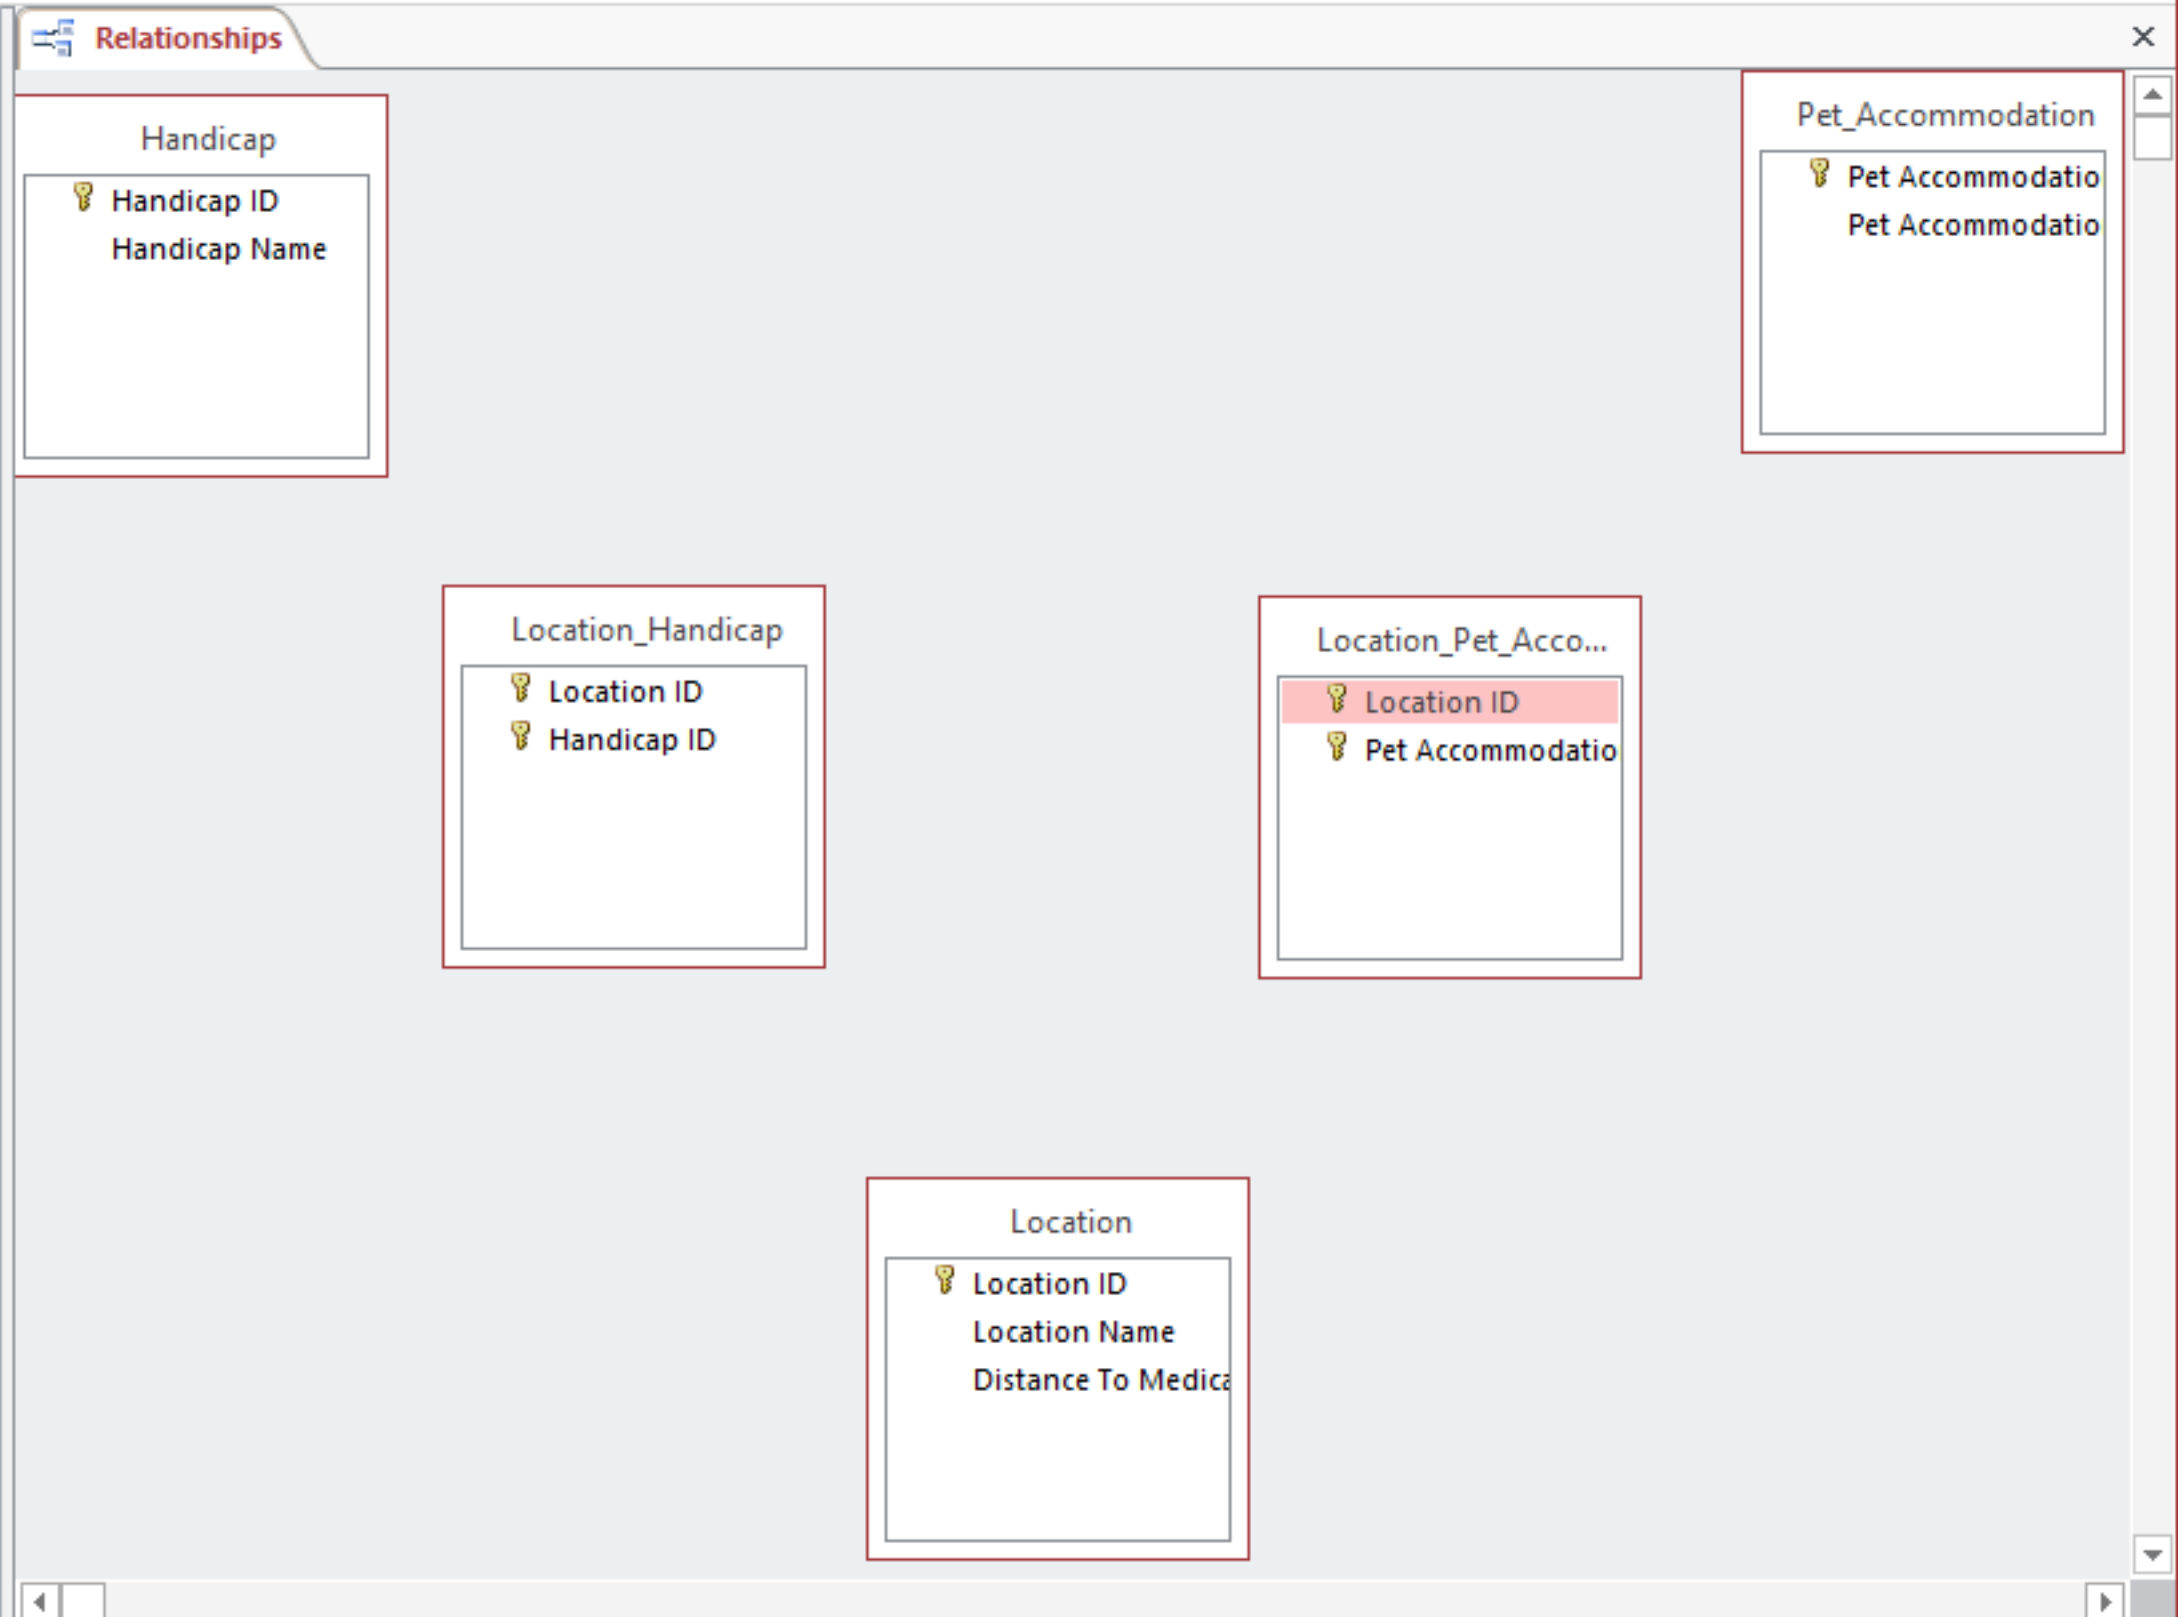 Relationships
Handicap
Handicap ID
Handicap Name
Pet_Accommodation
Pet Accommodatio
Pet Accommodatio
Location_Handicap
Location ID
Handicap ID
Location_Pet_Acco...
Location ID
Pet Accommodatio
Location
Location ID
Location Name
Distance To Medica